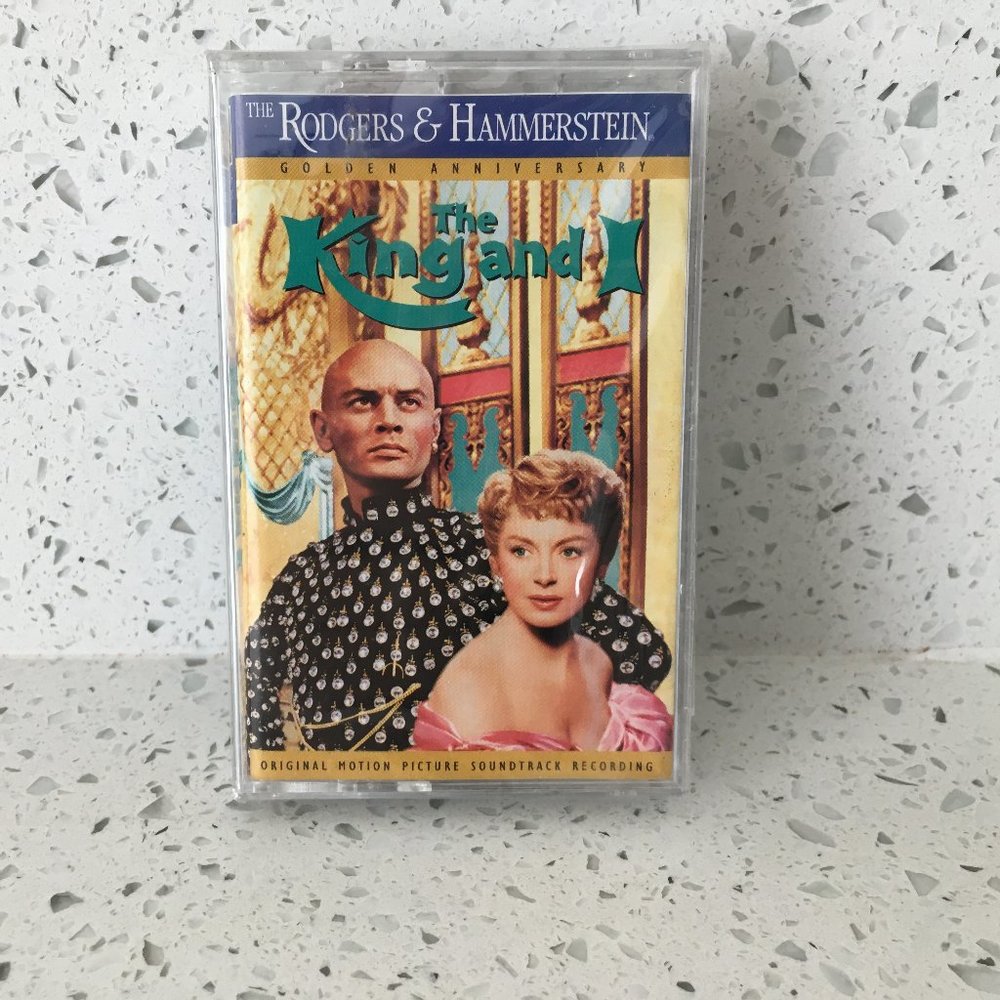 THE RODGERS & HAMMERSTEIN
GOLDEN ANNIVERSARY
The
King and I
ORIGINAL MOTION PICTURE SOUNDTRACK RECORDING